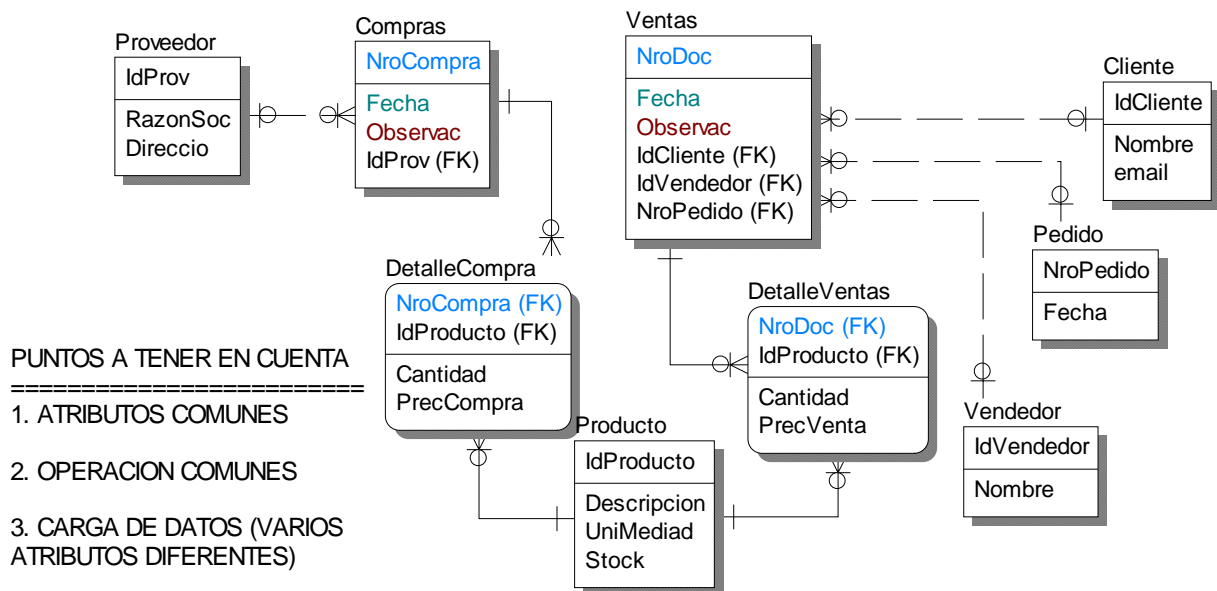 Proveedor
IdProv
RazonSoc
Direccio
Compras
NroCompra
Fecha
Observac
IdProv (FK)
Ventas
NroDoc
Fecha
Observac
IdCliente (FK)
IdVendedor (FK)
NroPedido (FK)
Cliente
IdCliente
Nombre
email
Pedido
NroPedido
Fecha
DetalleCompra
NroCompra (FK)
IdProducto (FK)
Cantidad
PrecCompra
DetalleVentas
NroDoc (FK)
IdProducto (FK)
Cantidad
PrecVenta
Vendedor
IdVendedor
Nombre
Producto
IdProducto
Descripcion
UniMediad
Stock
PUNTOS A TENER EN CUENTA
=========================
1. ATRIBUTOS COMUNES
2. OPERACION COMUNES
3. CARGA DE DATOS (VARIOS
ATRIBUTOS DIFERENTES)